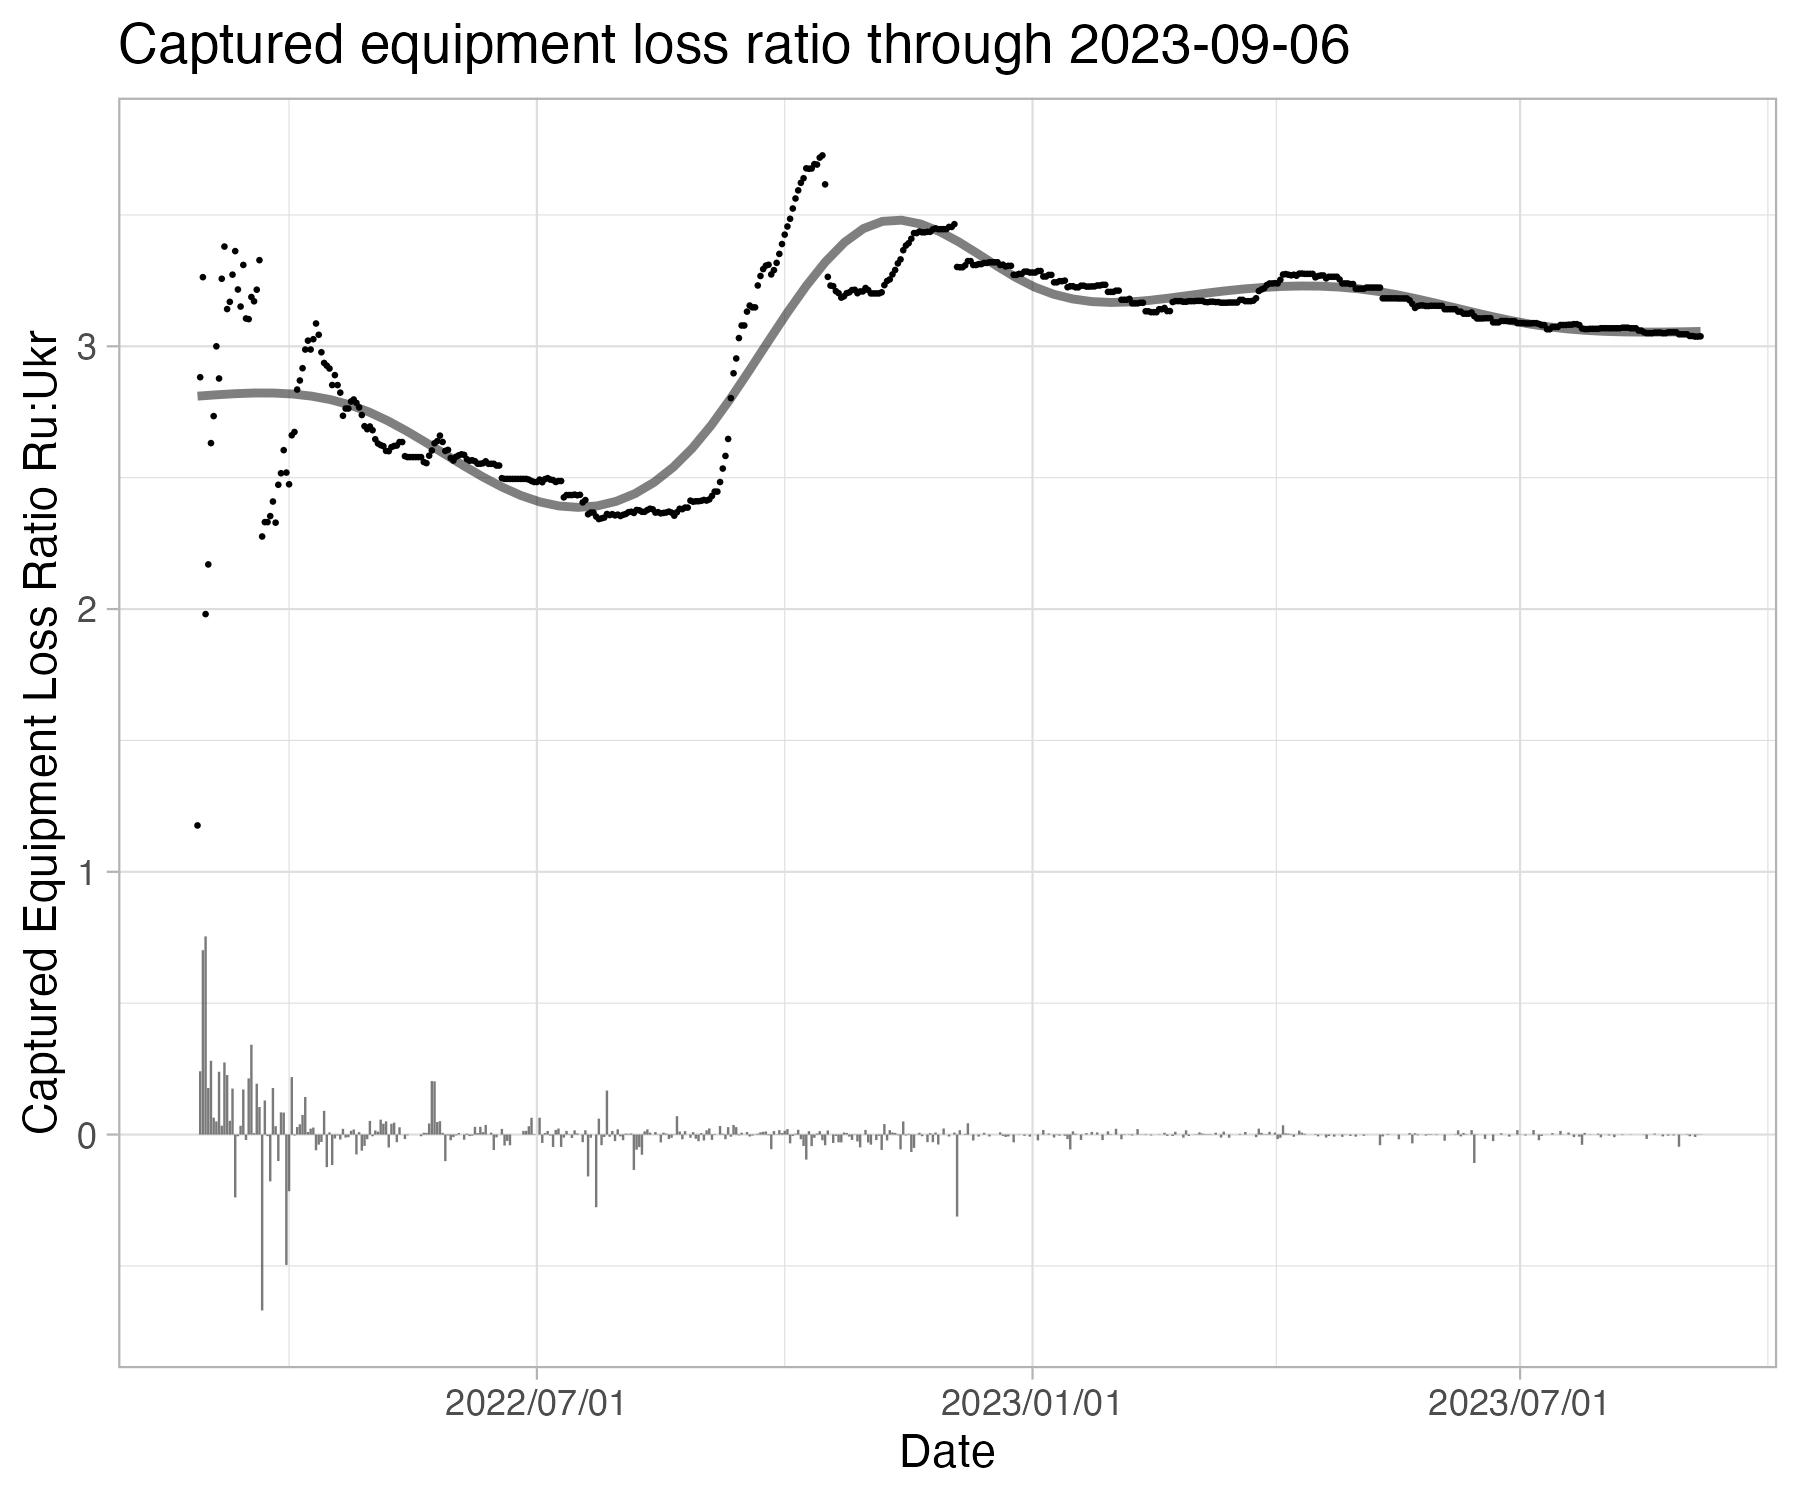 Captured equipment loss ratio through 2023-09-06
Captured Equipment Loss Ratio Ru:Ukr
3
2
1
0
2022/07/01
2023/01/01
2023/07/01
Date